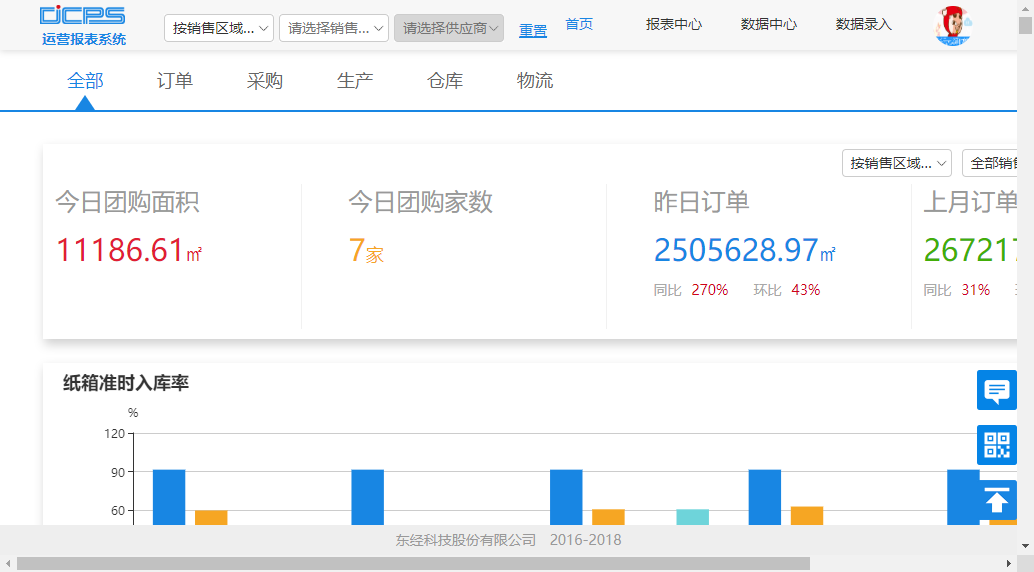 DJCPS
运营报表系统
按销售区域... 请选择销售... 请选择供应商 重置 首页 报表中心 数据中心 数据录入
全部 订单 采购 生产 仓库 物流
按销售区域... 全部销售
今日团购面积 今日团购家数 昨日订单 上月订单
11186.61㎡ 7家 2505628.97㎡ 267217
同比 270% 环比 43% 同比 31%
纸箱准时入库率
%
120
90
60
东经科技股份有限公司 2016-2018